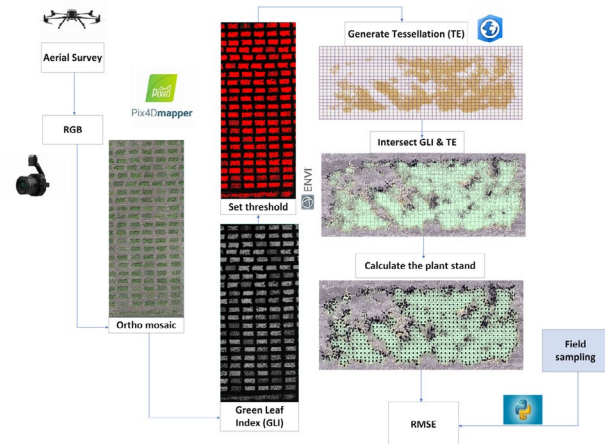 Aerial Survey
RGB
PIX4D
Pix4Dmapper
Ortho mosaic
Set threshold
ENVI
Green Leaf
Index (GLI)
Generate Tessellation (TE)
Intersect GLI & TE
Calculate the plant stand
Field
sampling
RMSE